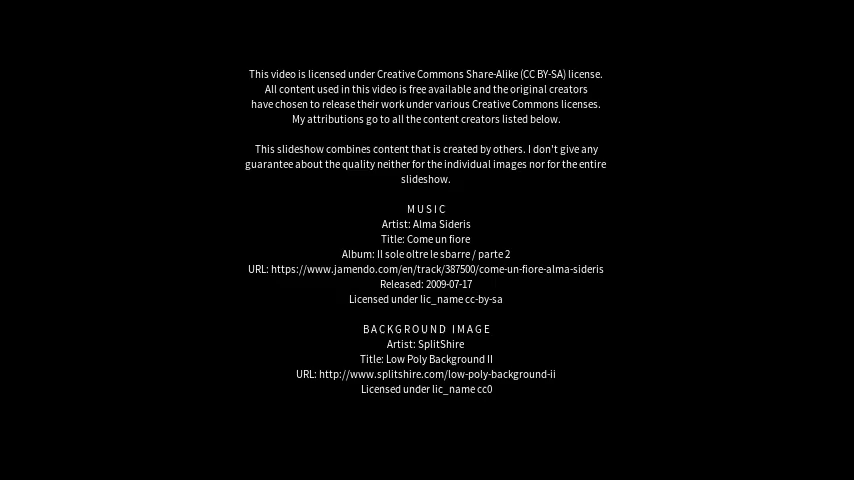 This video is licensed under Creative Commons Share-Alike (CC BY-SA) license.
All content used in this video is free available and the original creators
have chosen to release their work under various Creative Commons licenses.
My attributions go to all the content creators listed below.
This slideshow combines content that is created by others. I don't give any
guarantee about the quality neither for the individual images nor for the entire
slideshow.
MUSIC
Artist: Alma Sideris
Title: Come un fiore
Album: Il sole oltre le sbarre / parte 2
URL: https://www.jamendo.com/en/track/387500/come-un-fiore-alma-sideris
Released: 2009-07-17
Licensed under lic_name cc-by-sa
BACKGROUND IMAGE
Artist: SplitShire
Title: Low Poly Background II
URL: http://www.splitshire.com/low-poly-background-ii
Licensed under lic_name cc0